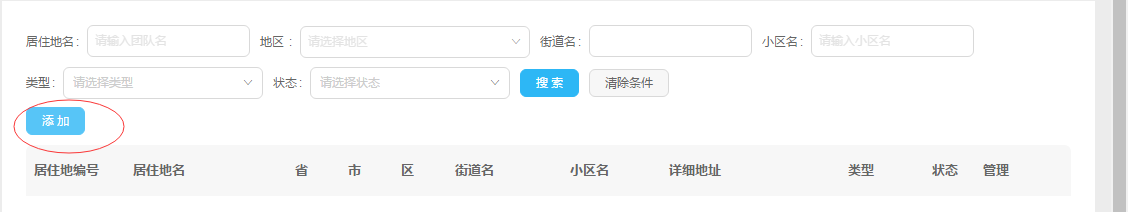 居住地名: 请输入团队名 地区: 请选择地区 街道名: 小区名: 请输入小区名
类型: 请选择类型 状态: 请选择状态 搜 索 清除条件
添 加
居住地编号 居住地名 省 市 区 街道名 小区名 详细地址 类型 状态 管理